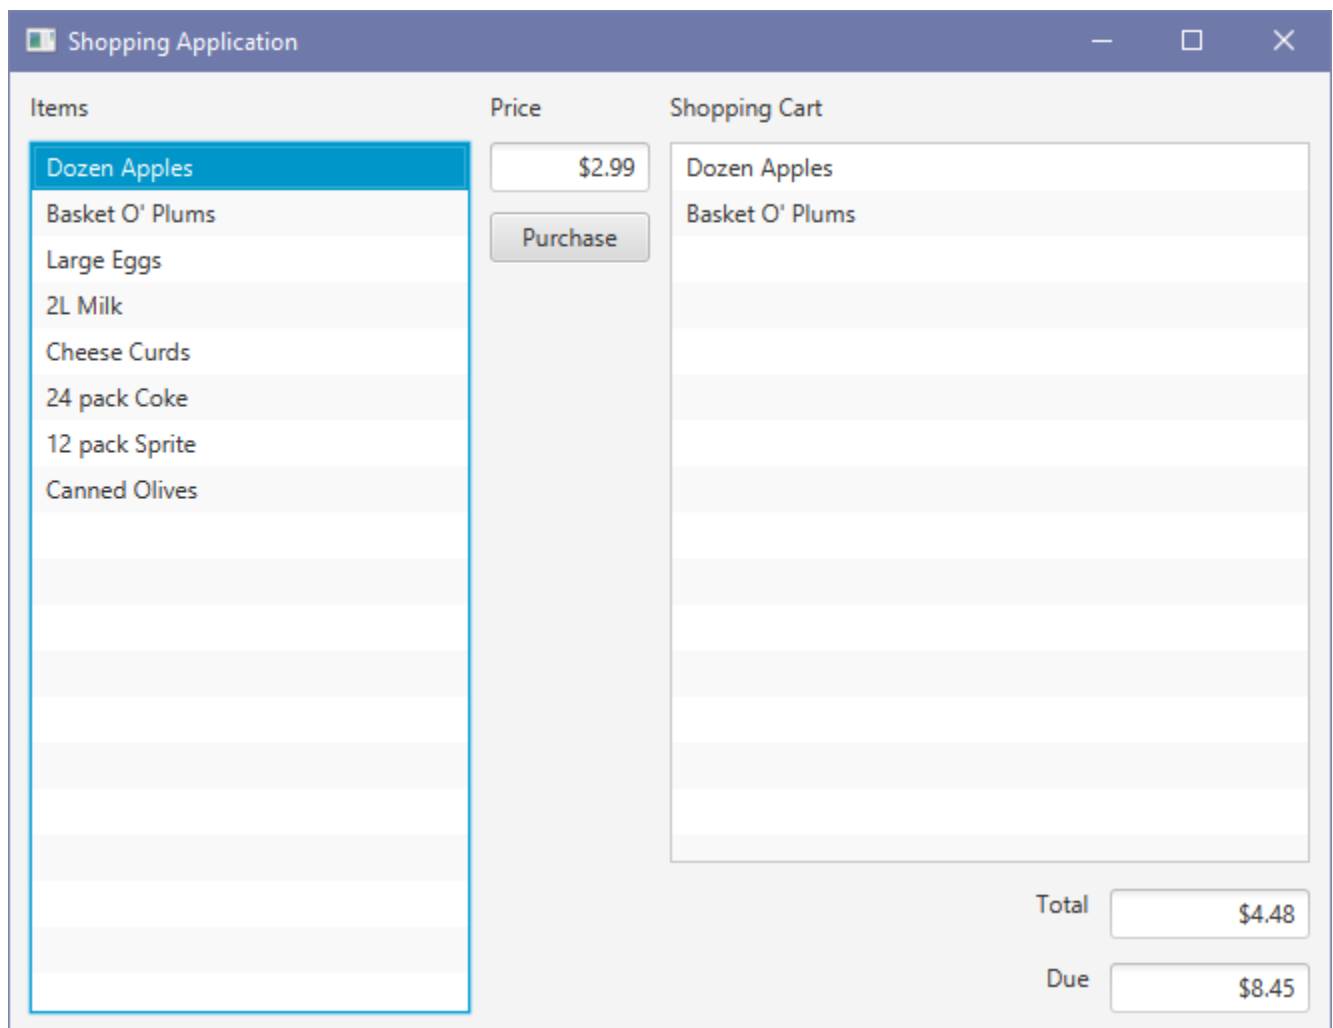 Shopping Application
Items
Price
Shopping Cart
Dozen Apples
Basket O' Plums
Large Eggs
2L Milk
Cheese Curds
24 pack Coke
12 pack Sprite
Canned Olives
$2.99
Purchase
Dozen Apples
Basket O' Plums
Total
$4.48
Due
$8.45